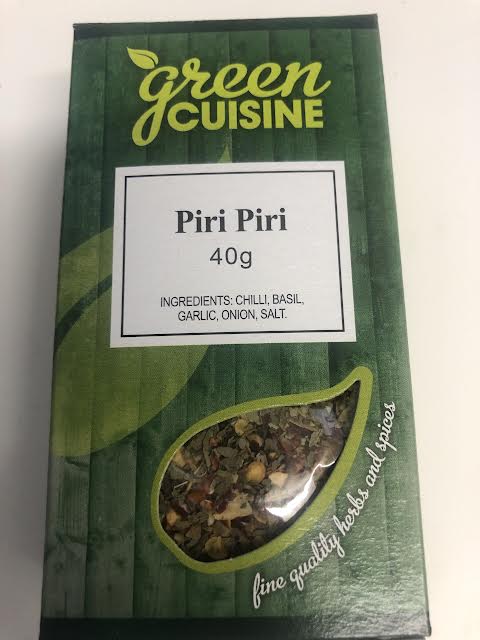 green
CUISINE
Piri Piri
40g
INGREDIENTS: CHILLI, BASIL,
GARLIC, ONION, SALT.
fine quality herbs and spices